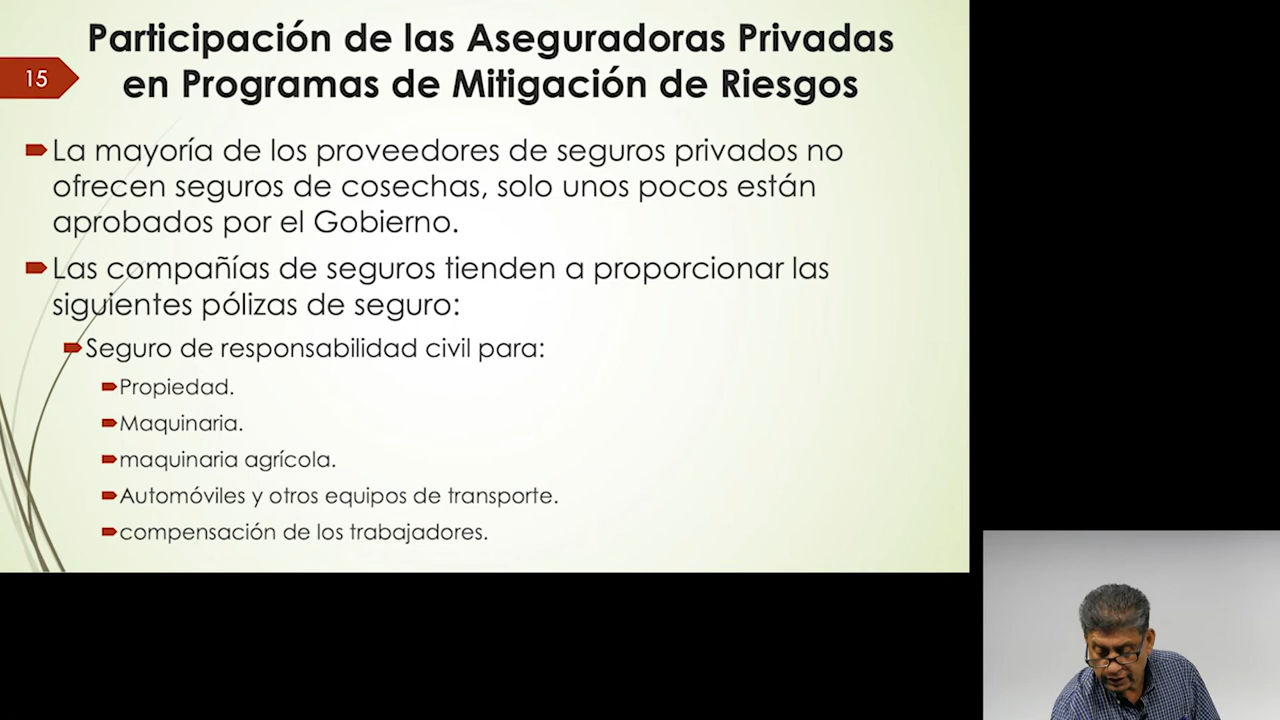 Participación de las Aseguradoras Privadas
en Programas de Mitigación de Riesgos
15
La mayoría de los proveedores de seguros privados no
ofrecen seguros de cosechas, solo unos pocos están
aprobados por el Gobierno.
Las compañías de seguros tienden a proporcionar las
siguientes pólizas de seguro:
Seguro de responsabilidad civil para:
Propiedad.
Maquinaria.
maquinaria agrícola.
Automóviles y otros equipos de transporte.
compensación de los trabajadores.